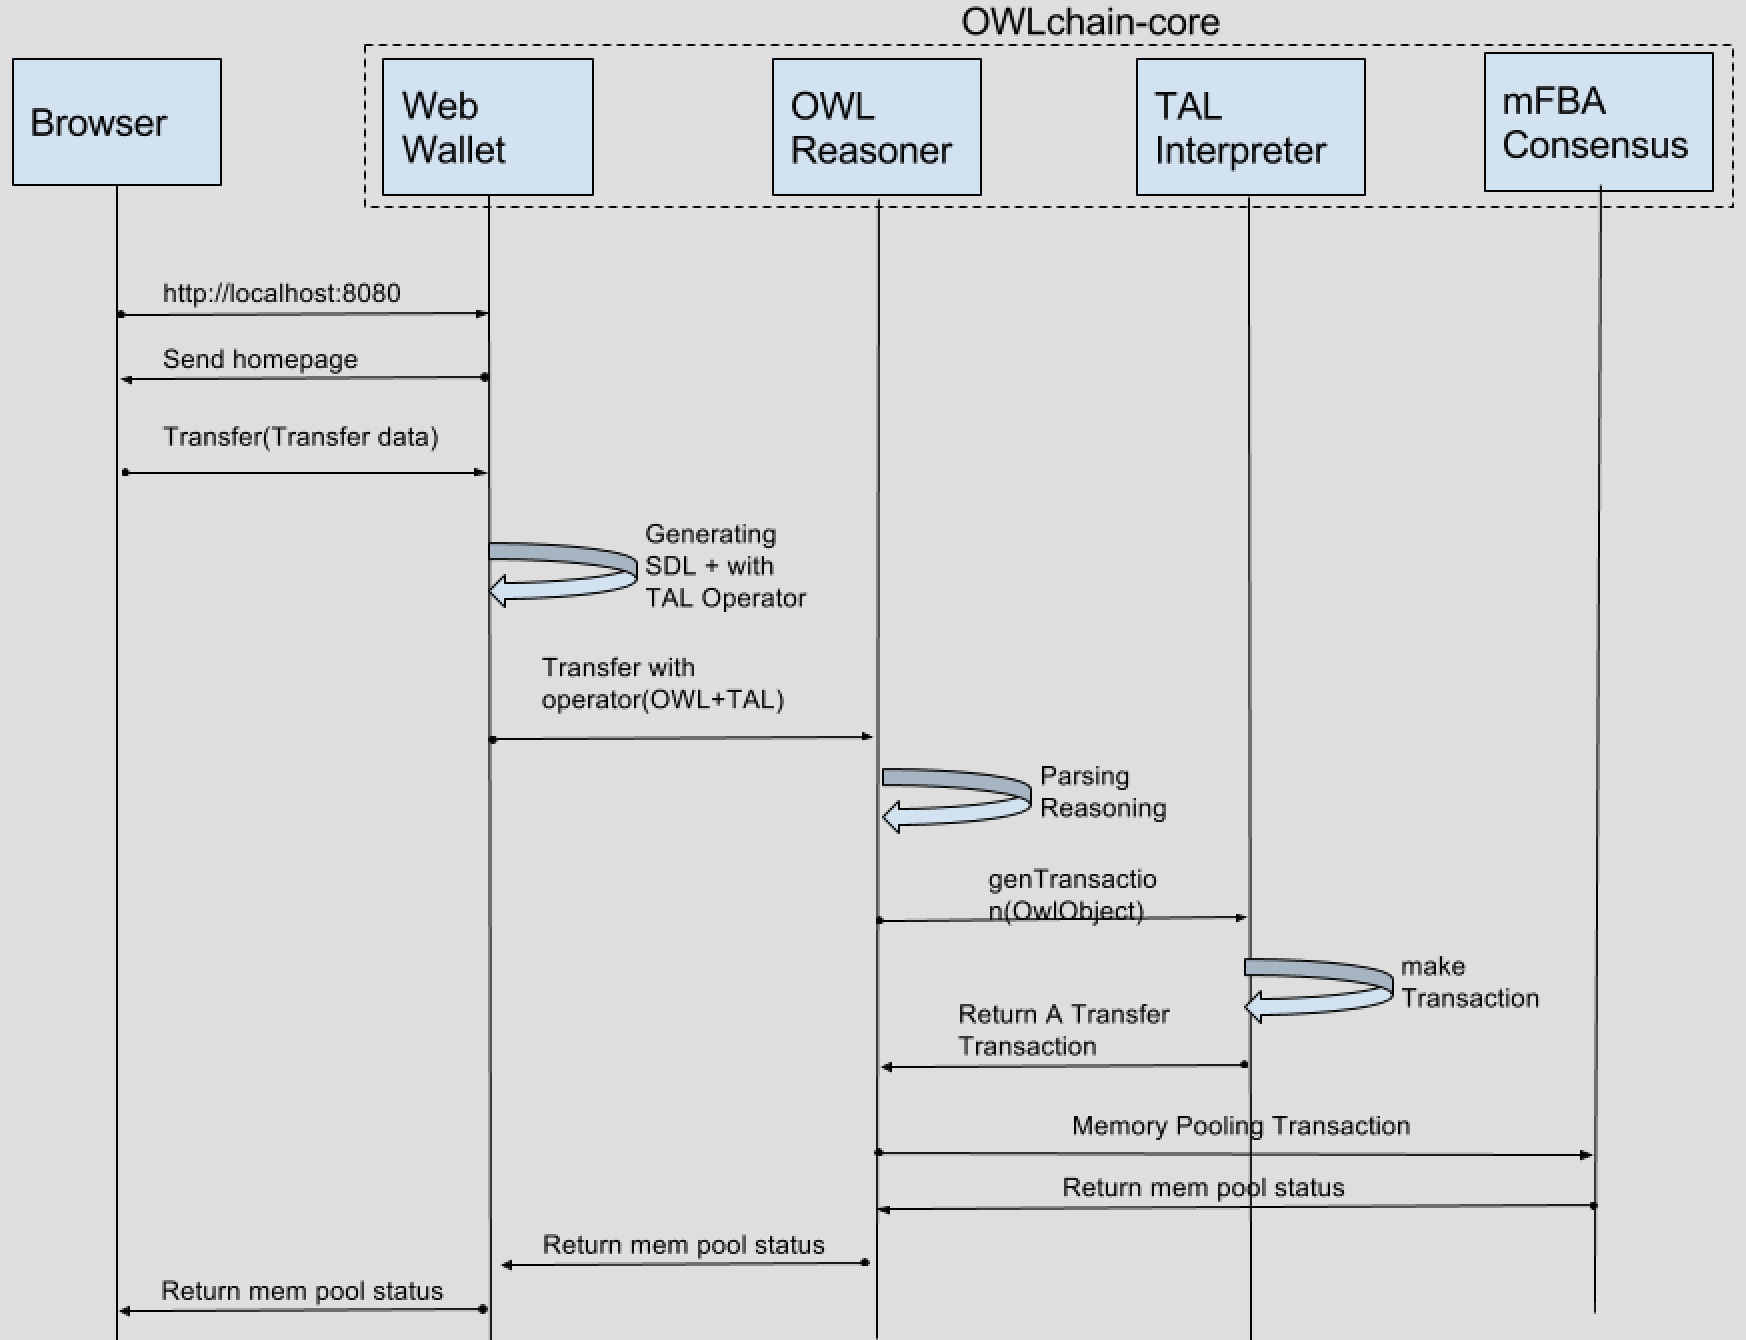 OWLchain-core
Browser
Web
Wallet
OWL
Reasoner
TAL
Interpreter
mFBA
Consensus
http://localhost:8080
Send homepage
Transfer(Transfer data)
Generating
SDL + with
TAL Operator
Transfer with
operator(OWL+TAL)
Parsing
Reasoning
genTransactio
n(OwlObject)
make
Transaction
Return A Transfer
Transaction
Memory Pooling Transaction
Return mem pool status
Return mem pool status
Return mem pool status